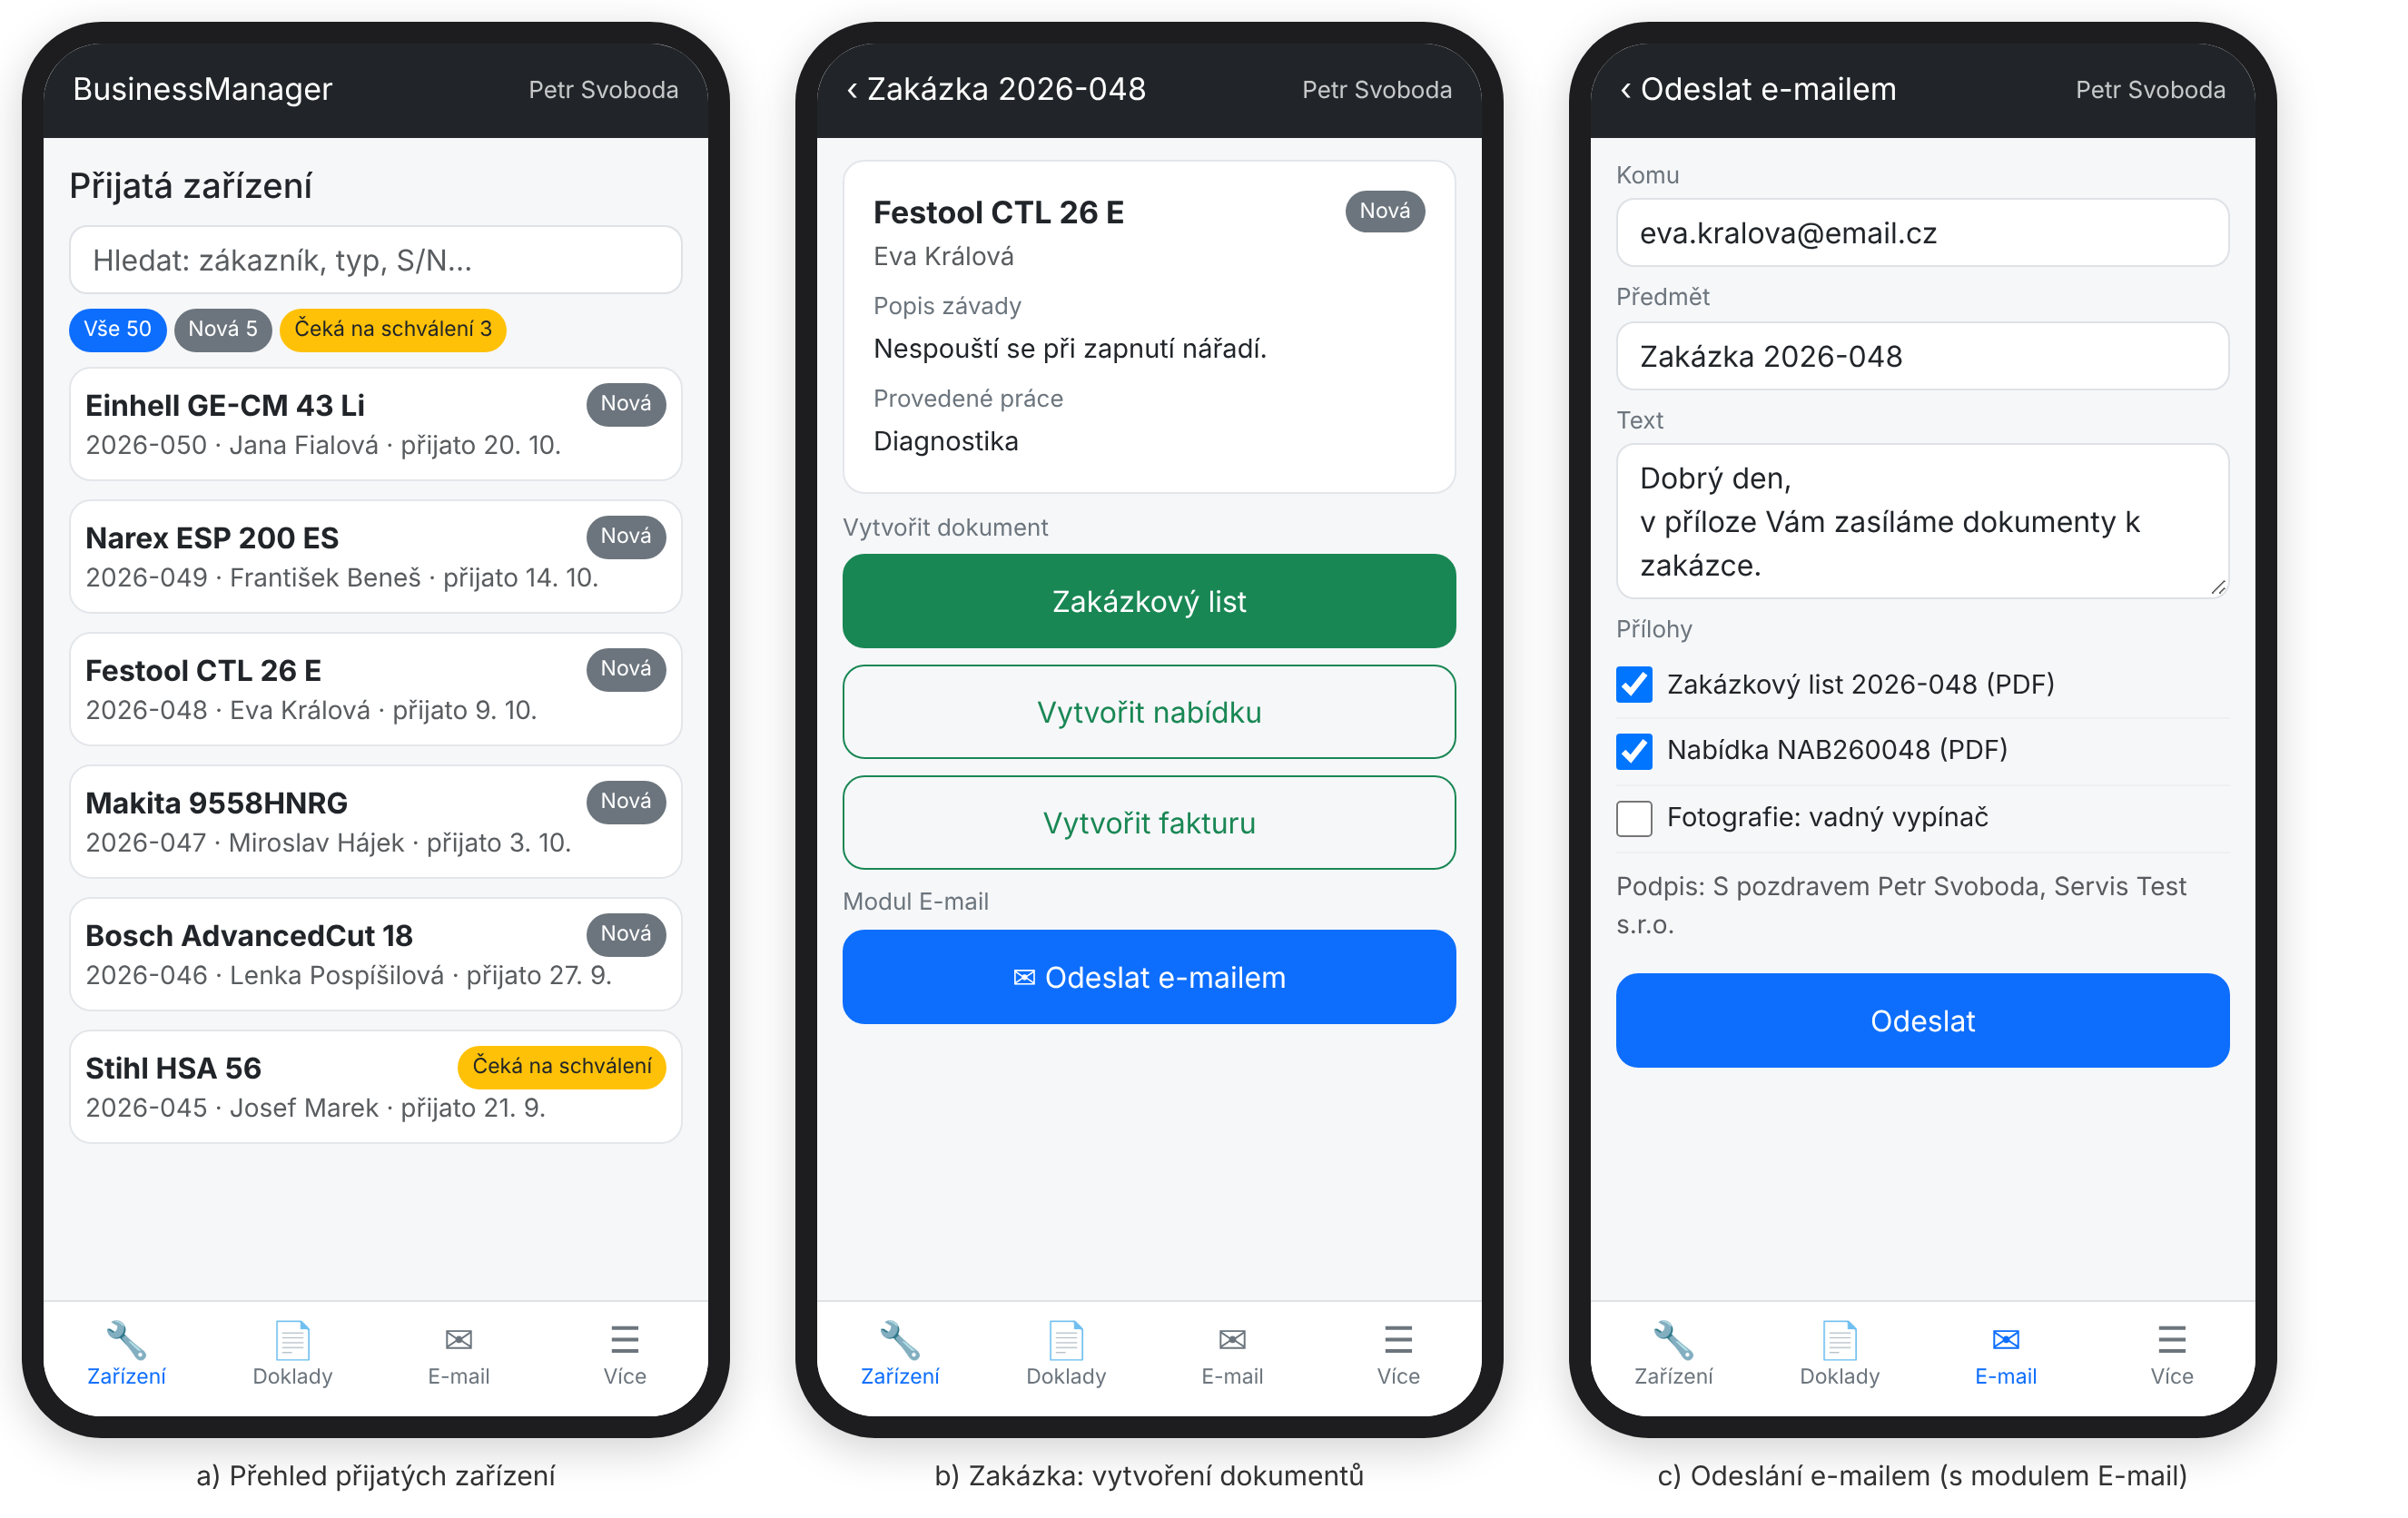 BusinessManager
Petr Svoboda
Přijatá zařízení
Hledat: zákazník, typ, S/N...
Vše 50
Nová 5
Čeká na schválení 3
Einhell GE-CM 43 Li
Nová
2026-050 · Jana Fialová · přijato 20. 10.
Narex ESP 200 ES
Nová
2026-049 · František Beneš · přijato 14. 10.
Festool CTL 26 E
Nová
2026-048 · Eva Králová · přijato 9. 10.
Makita 9558HNRG
Nová
2026-047 · Miroslav Hájek · přijato 3. 10.
Bosch AdvancedCut 18
Nová
2026-046 · Lenka Pospíšilová · přijato 27. 9.
Stihl HSA 56
Čeká na schválení
2026-045 · Josef Marek · přijato 21. 9.
Zařízení
Doklady
E-mail
Více
a) Přehled přijatých zařízení
‹ Zakázka 2026-048
Petr Svoboda
Festool CTL 26 E
Nová
Eva Králová
Popis závady
Nespouští se při zapnutí nářadí.
Provedené práce
Diagnostika
Vytvořit dokument
Zakázkový list
Vytvořit nabídku
Vytvořit fakturu
Modul E-mail
✉ Odeslat e-mailem
Zařízení
Doklady
E-mail
Více
b) Zakázka: vytvoření dokumentů
‹ Odeslat e-mailem
Petr Svoboda
Komu
eva.kralova@email.cz
Předmět
Zakázka 2026-048
Text
Dobrý den,
v příloze Vám zasíláme dokumenty k
zakázce.
Přílohy
Zakázkový list 2026-048 (PDF)
Nabídka NAB260048 (PDF)
Fotografie: vadný vypínač
Podpis: S pozdravem Petr Svoboda, Servis Test
s.r.o.
Odeslat
Zařízení
Doklady
E-mail
Více
c) Odeslání e-mailem (s modulem E-mail)